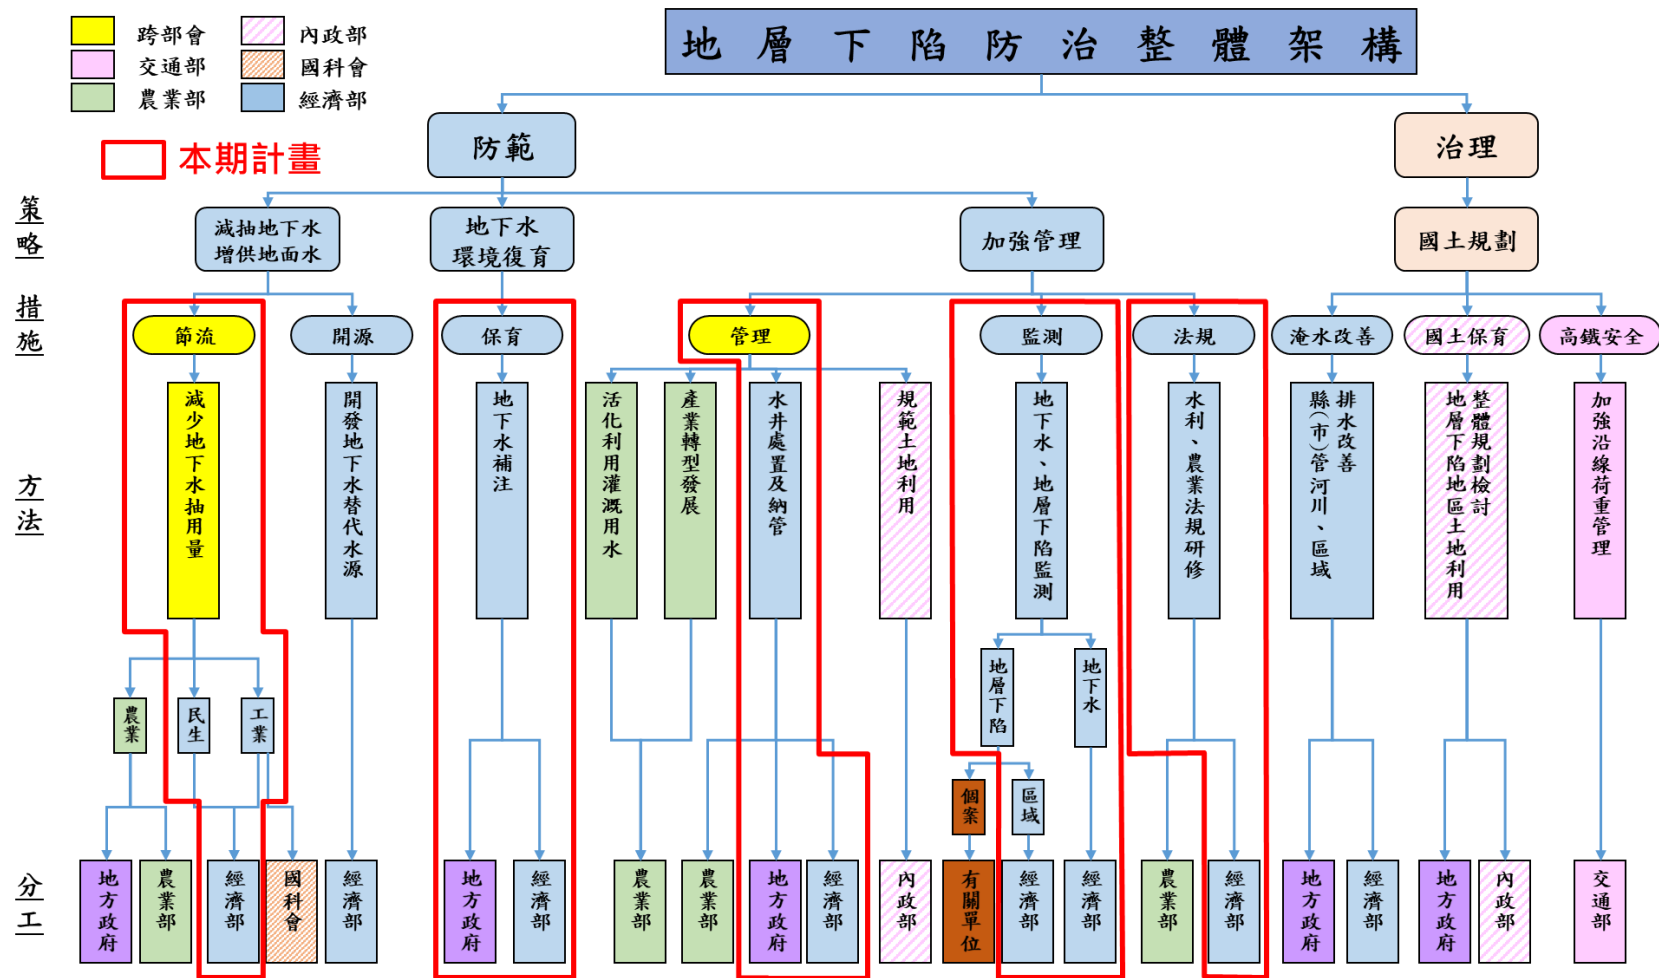 地層下陷防治整體架構
跨部會
內政部
交通部
國科會
農業部
經濟部
本期計畫
防範
治理
策略
減抽地下水
增供地面水
地下水
環境復育
加強管理
國土規劃
措施
節流
開源
保育
管理
監測
法規
淹水改善
國土保育
高鐵安全
方法
減少地下水抽用量
開發地下水替代水源
地下水補注
活化利用灌溉用水
產業轉型發展
水井處置及納管
規範土地利用
地下水、地層下陷監測
水利、農業法規研修
縣(市)管河川、區域
排水改善
地層下陷地區土地利用
整體規劃檢討
加強沿線荷重管理
地層下陷
地下水
農業
民生
工業
個案
區域
分工
地方政府
農業部
經濟部
國科會
經濟部
地方政府
經濟部
農業部
農業部
地方政府
經濟部
內政部
有關單位
經濟部
經濟部
農業部
經濟部
地方政府
經濟部
地方政府
內政部
交通部